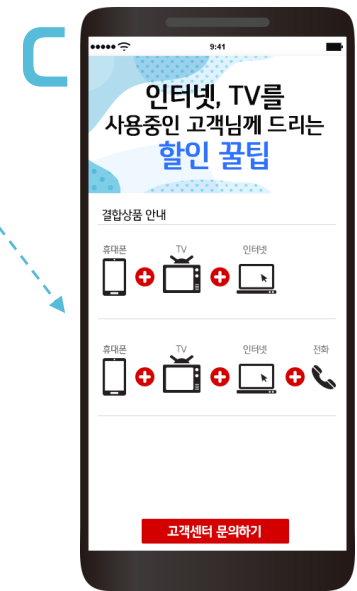 9:41
인터넷, TV를
사용중인 고객님께 드리는
할인 꿀팁
결합상품 안내
휴대폰 TV 인터넷
휴대폰 TV 인터넷 전화
고객센터 문의하기